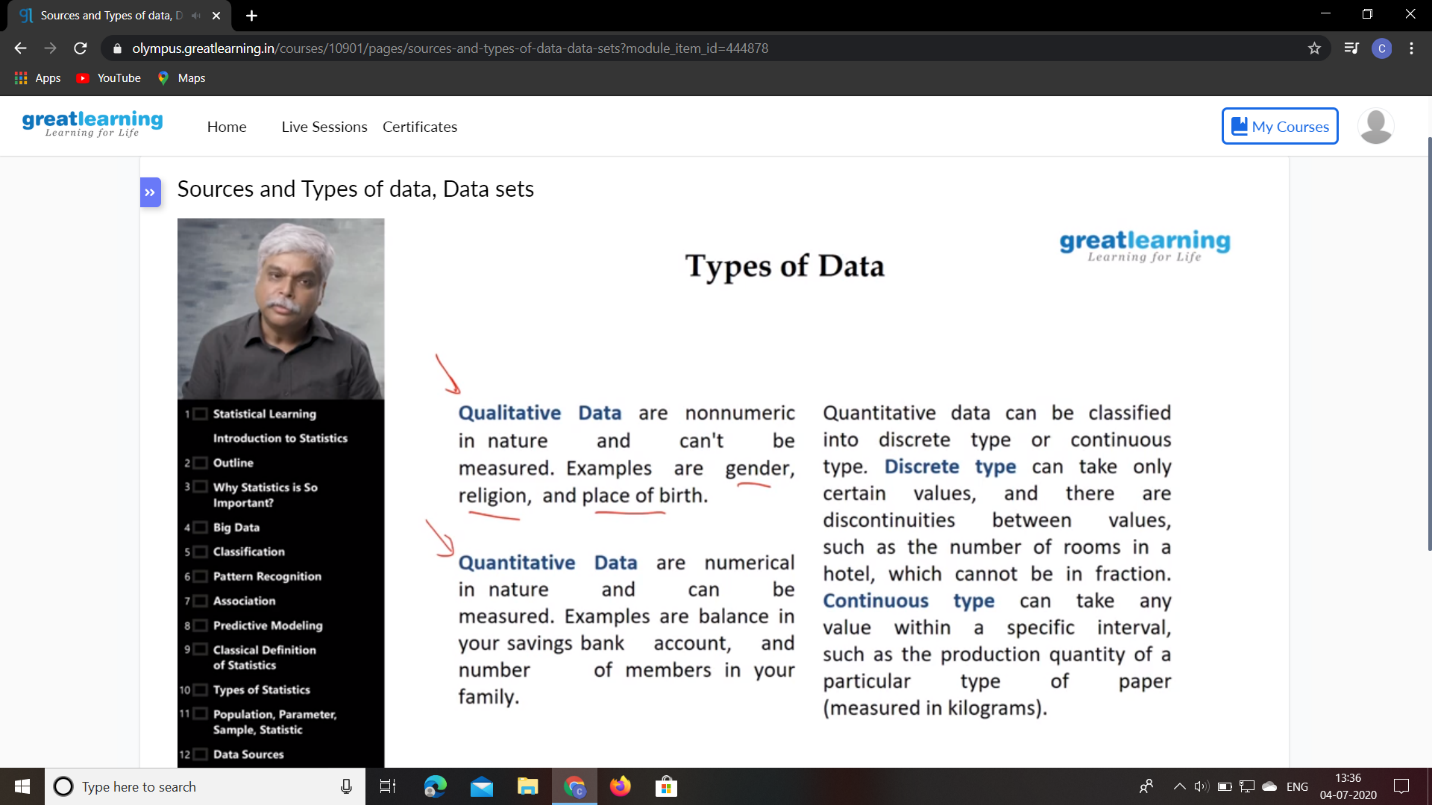 Sources and Types of data, D
olympus.greatlearning.in/courses/10901/pages/sources-and-types-of-data-data-sets?module_item_id=444878
C
Apps YouTube Maps
greatlearning
Learning for Life
Home Live Sessions Certificates My Courses
Sources and Types of data, Data sets
greatlearning
Learning for Life
Types of Data
Qualitative Data are nonnumeric
in nature and can't be
measured. Examples are gender,
religion, and place of birth.
Quantitative Data are numerical
in nature and can be
measured. Examples are balance in
your savings bank account, and
number of members in your
family.
Quantitative data can be classified
into discrete type or continuous
type. Discrete type can take only
certain values, and there are
discontinuities between values,
such as the number of rooms in a
hotel, which cannot be in fraction.
Continuous type can take any
value within a specific interval,
such as the production quantity of a
particular type of paper
(measured in kilograms).
1 Statistical Learning
Introduction to Statistics
2 Outline
3 Why Statistics is So
Important?
4 Big Data
5 Classification
6 Pattern Recognition
7 Association
8 Predictive Modeling
9 Classical Definition
of Statistics
10 Types of Statistics
11 Population, Parameter,
Sample, Statistic
12 Data Sources
Type here to search
ENG
13:36
04-07-2020